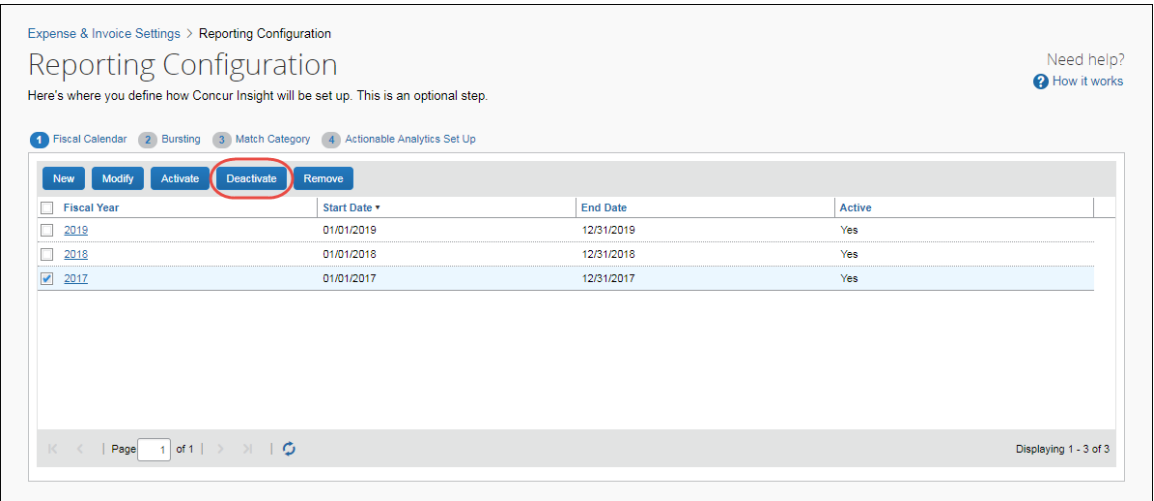 Expense & Invoice Settings > Reporting Configuration
Reporting Configuration
Need help?
? How it works
Here's where you define how Concur Insight will be set up. This is an optional step.
1 Fiscal Calendar 2 Bursting 3 Match Category 4 Actionable Analytics Set Up
New Modify Activate Deactivate Remove
Fiscal Year Start Date End Date Active
2019 01/01/2019 12/31/2019 Yes
2018 01/01/2018 12/31/2018 Yes
2017 01/01/2017 12/31/2017 Yes
Page 1 of 1 Displaying 1 - 3 of 3